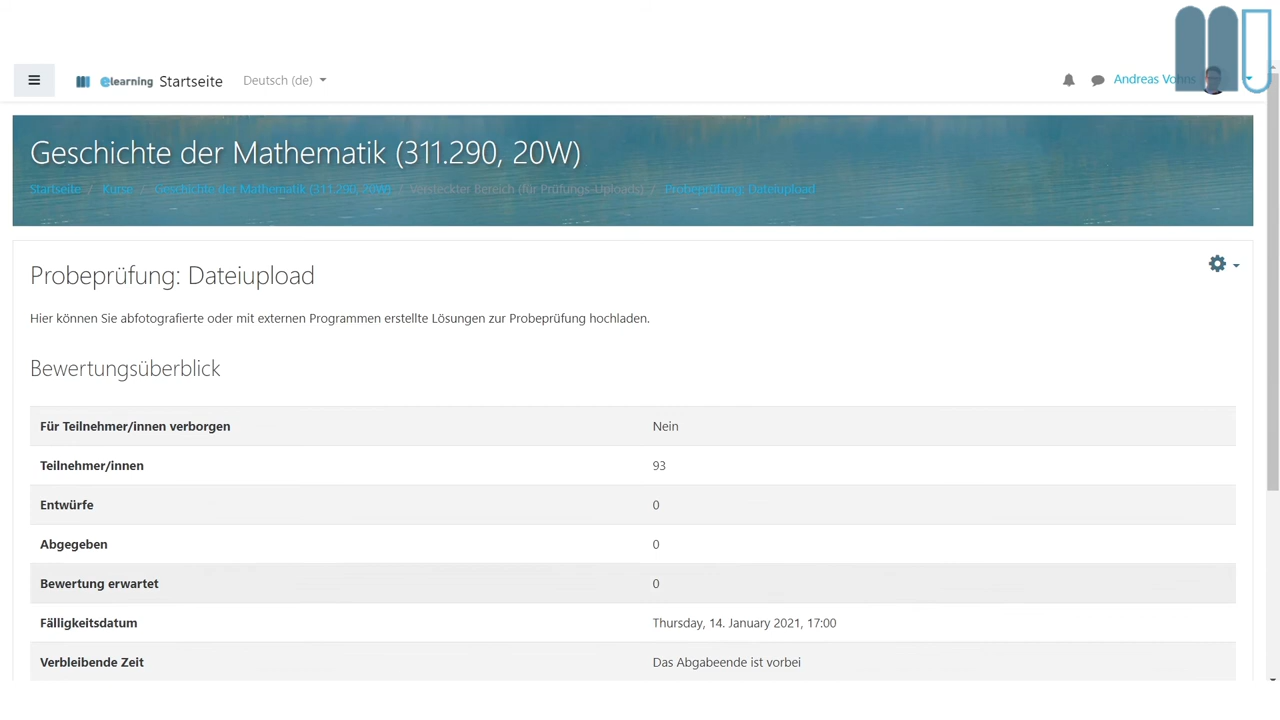 elearning Startseite Deutsch (de) Andreas Vohns
Geschichte der Mathematik (311.290, 20W)
Startseite / Kurse / Geschichte der Mathematik (311.290, 20W) / Versteckter Bereich (für Prüfungs-Uploads) / Probeprüfung: Dateiupload
Probeprüfung: Dateiupload
Hier können Sie abfotografierte oder mit externen Programmen erstellte Lösungen zur Probeprüfung hochladen.
Bewertungsüberblick
Für Teilnehmer/innen verborgen Nein
Teilnehmer/innen 93
Entwürfe 0
Abgegeben 0
Bewertung erwartet 0
Fälligkeitsdatum Thursday, 14. January 2021, 17:00
Verbleibende Zeit Das Abgabeende ist vorbei